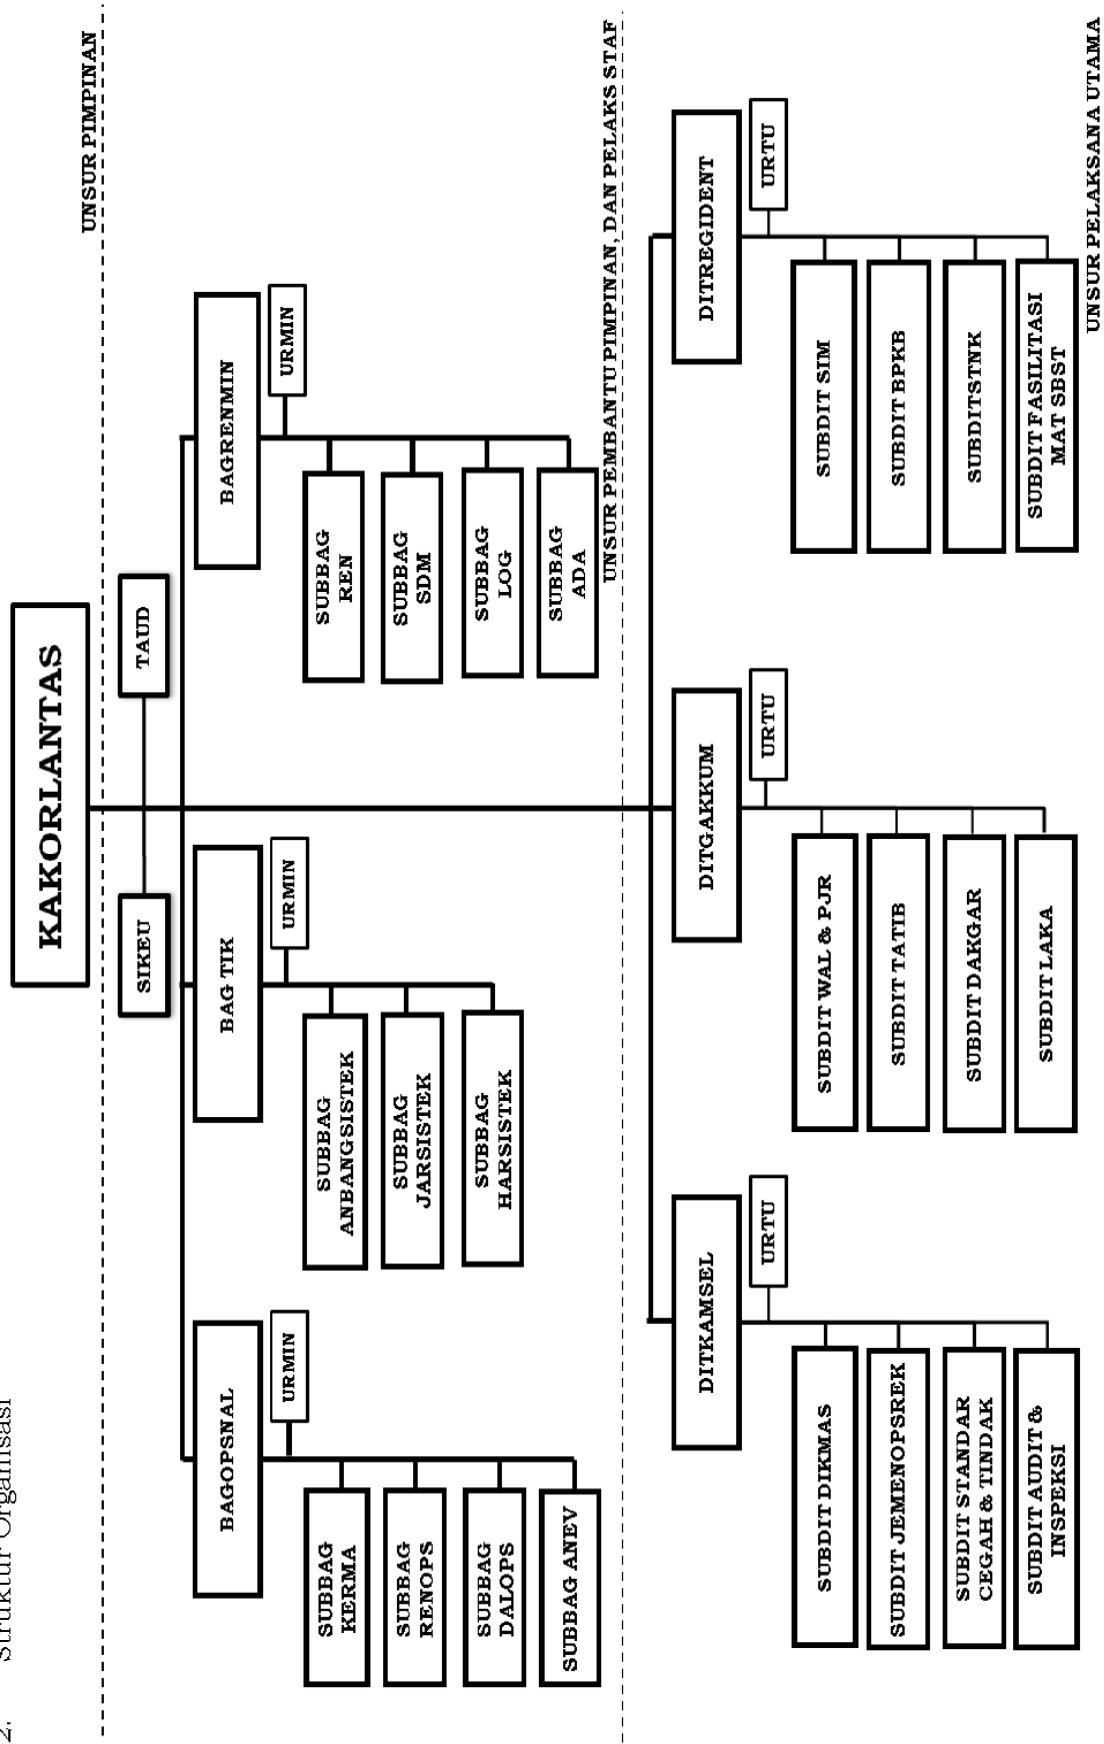 2. Struktur Organisasi
KAKORLANTAS
UNSUR PIMPINAN
SIKEU
TAUD
BAGOPSNAL
URMIN
SUBBAG
KERMA
SUBBAG
RENOPS
SUBBAG
DALOPS
SUBBAG ANEV
BAG TIK
URMIN
SUBBAG
ANBANGSISTEK
SUBBAG
JARSISTEK
SUBBAG
HARSISTEK
BAGRENMIN
URMIN
SUBBAG
REN
SUBBAG
SDM
SUBBAG
LOG
SUBBAG
ADA
UNSUR PEMBANTU PIMPINAN, DAN PELAKS STAF
DITKAMSEL
URTU
SUBDIT DIKMAS
SUBDIT JEMENOPSREK
SUBDIT STANDAR
CEGAH & TINDAK
SUBDIT AUDIT &
INSPEKSI
DITGAKKUM
URTU
SUBDIT WAL & PJR
SUBDIT TATIB
SUBDIT DAKGAR
SUBDIT LAKA
DITREGIDENT
URTU
SUBDIT SIM
SUBDIT BPKB
SUBDITSTNK
SUBDIT FASILITASI
MAT SBST
UNSUR PELAKSANA UTAMA